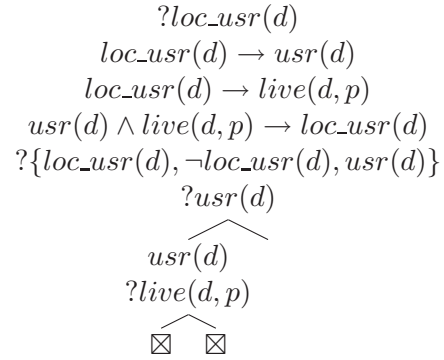 ?loc_usr(d)
loc_usr(d) → usr(d)
loc_usr(d) → live(d, p)
usr(d) ∧ live(d, p) → loc_usr(d)
?{loc_usr(d), ¬loc_usr(d), usr(d)}
?usr(d)
usr(d)
?live(d, p)
⊠ ⊠